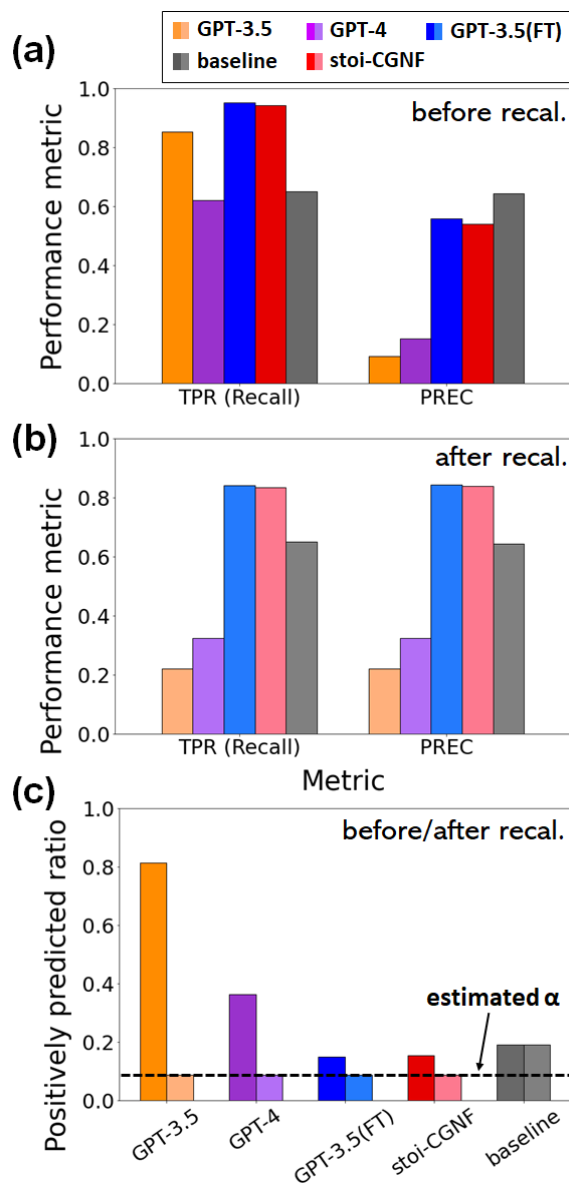 GPT-3.5 GPT-4 GPT-3.5(FT)
baseline stoi-CGNF
(a)
before recal.
Performance metric
1.0
0.8
0.6
0.4
0.2
0.0
TPR (Recall) PREC
(b)
after recal.
Performance metric
1.0
0.8
0.6
0.4
0.2
0.0
TPR (Recall) PREC
Metric
(c)
before/after recal.
Positively predicted ratio
1.0
0.8
0.6
0.4
0.2
0.0
estimated α
GPT-3.5 GPT-4 GPT-3.5(FT) stoi-CGNF baseline